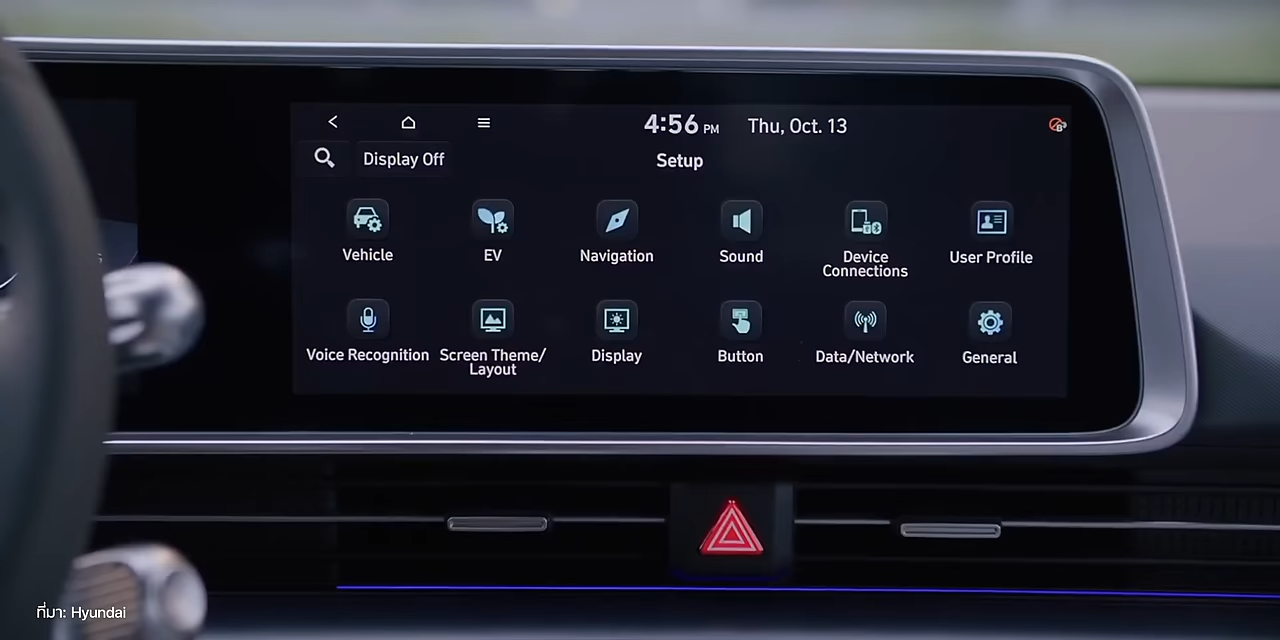 4:56 PM Thu, Oct. 13
Display Off
Setup
Vehicle
EV
Navigation
Sound
Device
Connections
User Profile
Voice Recognition
Screen Theme/
Layout
Display
Button
Data/Network
General
ที่มา: Hyundai